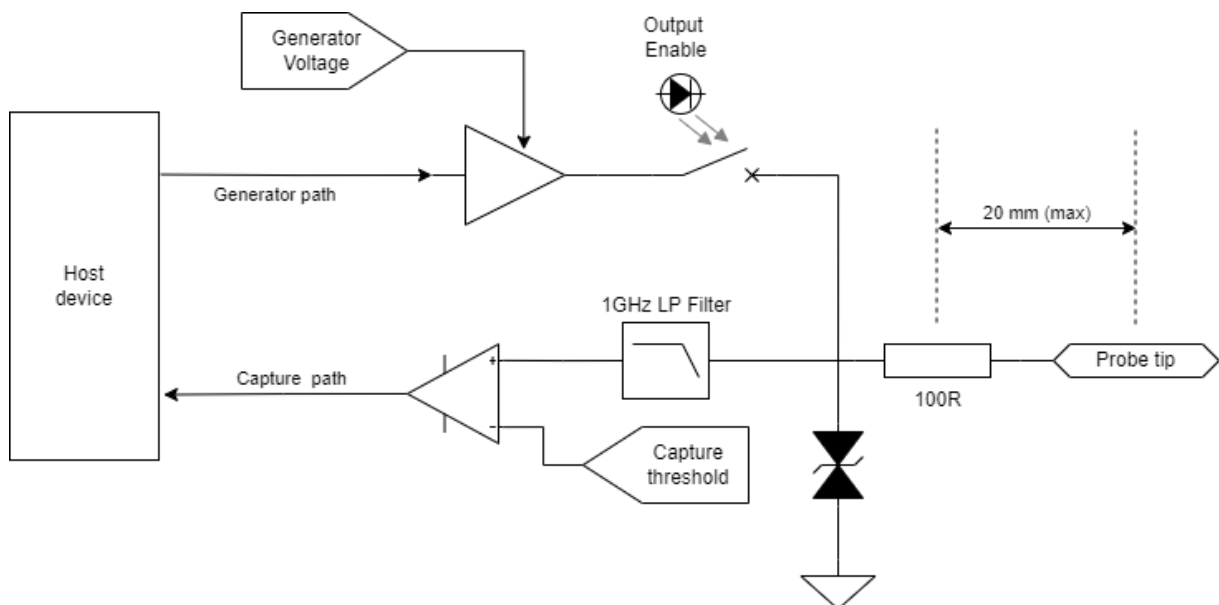 Generator
Voltage
Output
Enable
Generator path
20 mm (max)
Host
device
1GHz LP Filter
+
Probe tip
Capture path
100R
-
Capture
threshold